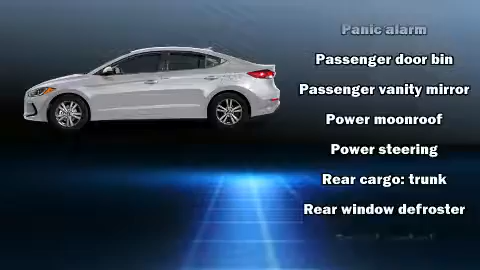 Panic alarm
Passenger door bin
Passenger vanity mirror
Power moonroof
Power steering
Rear cargo: trunk
Rear window defroster